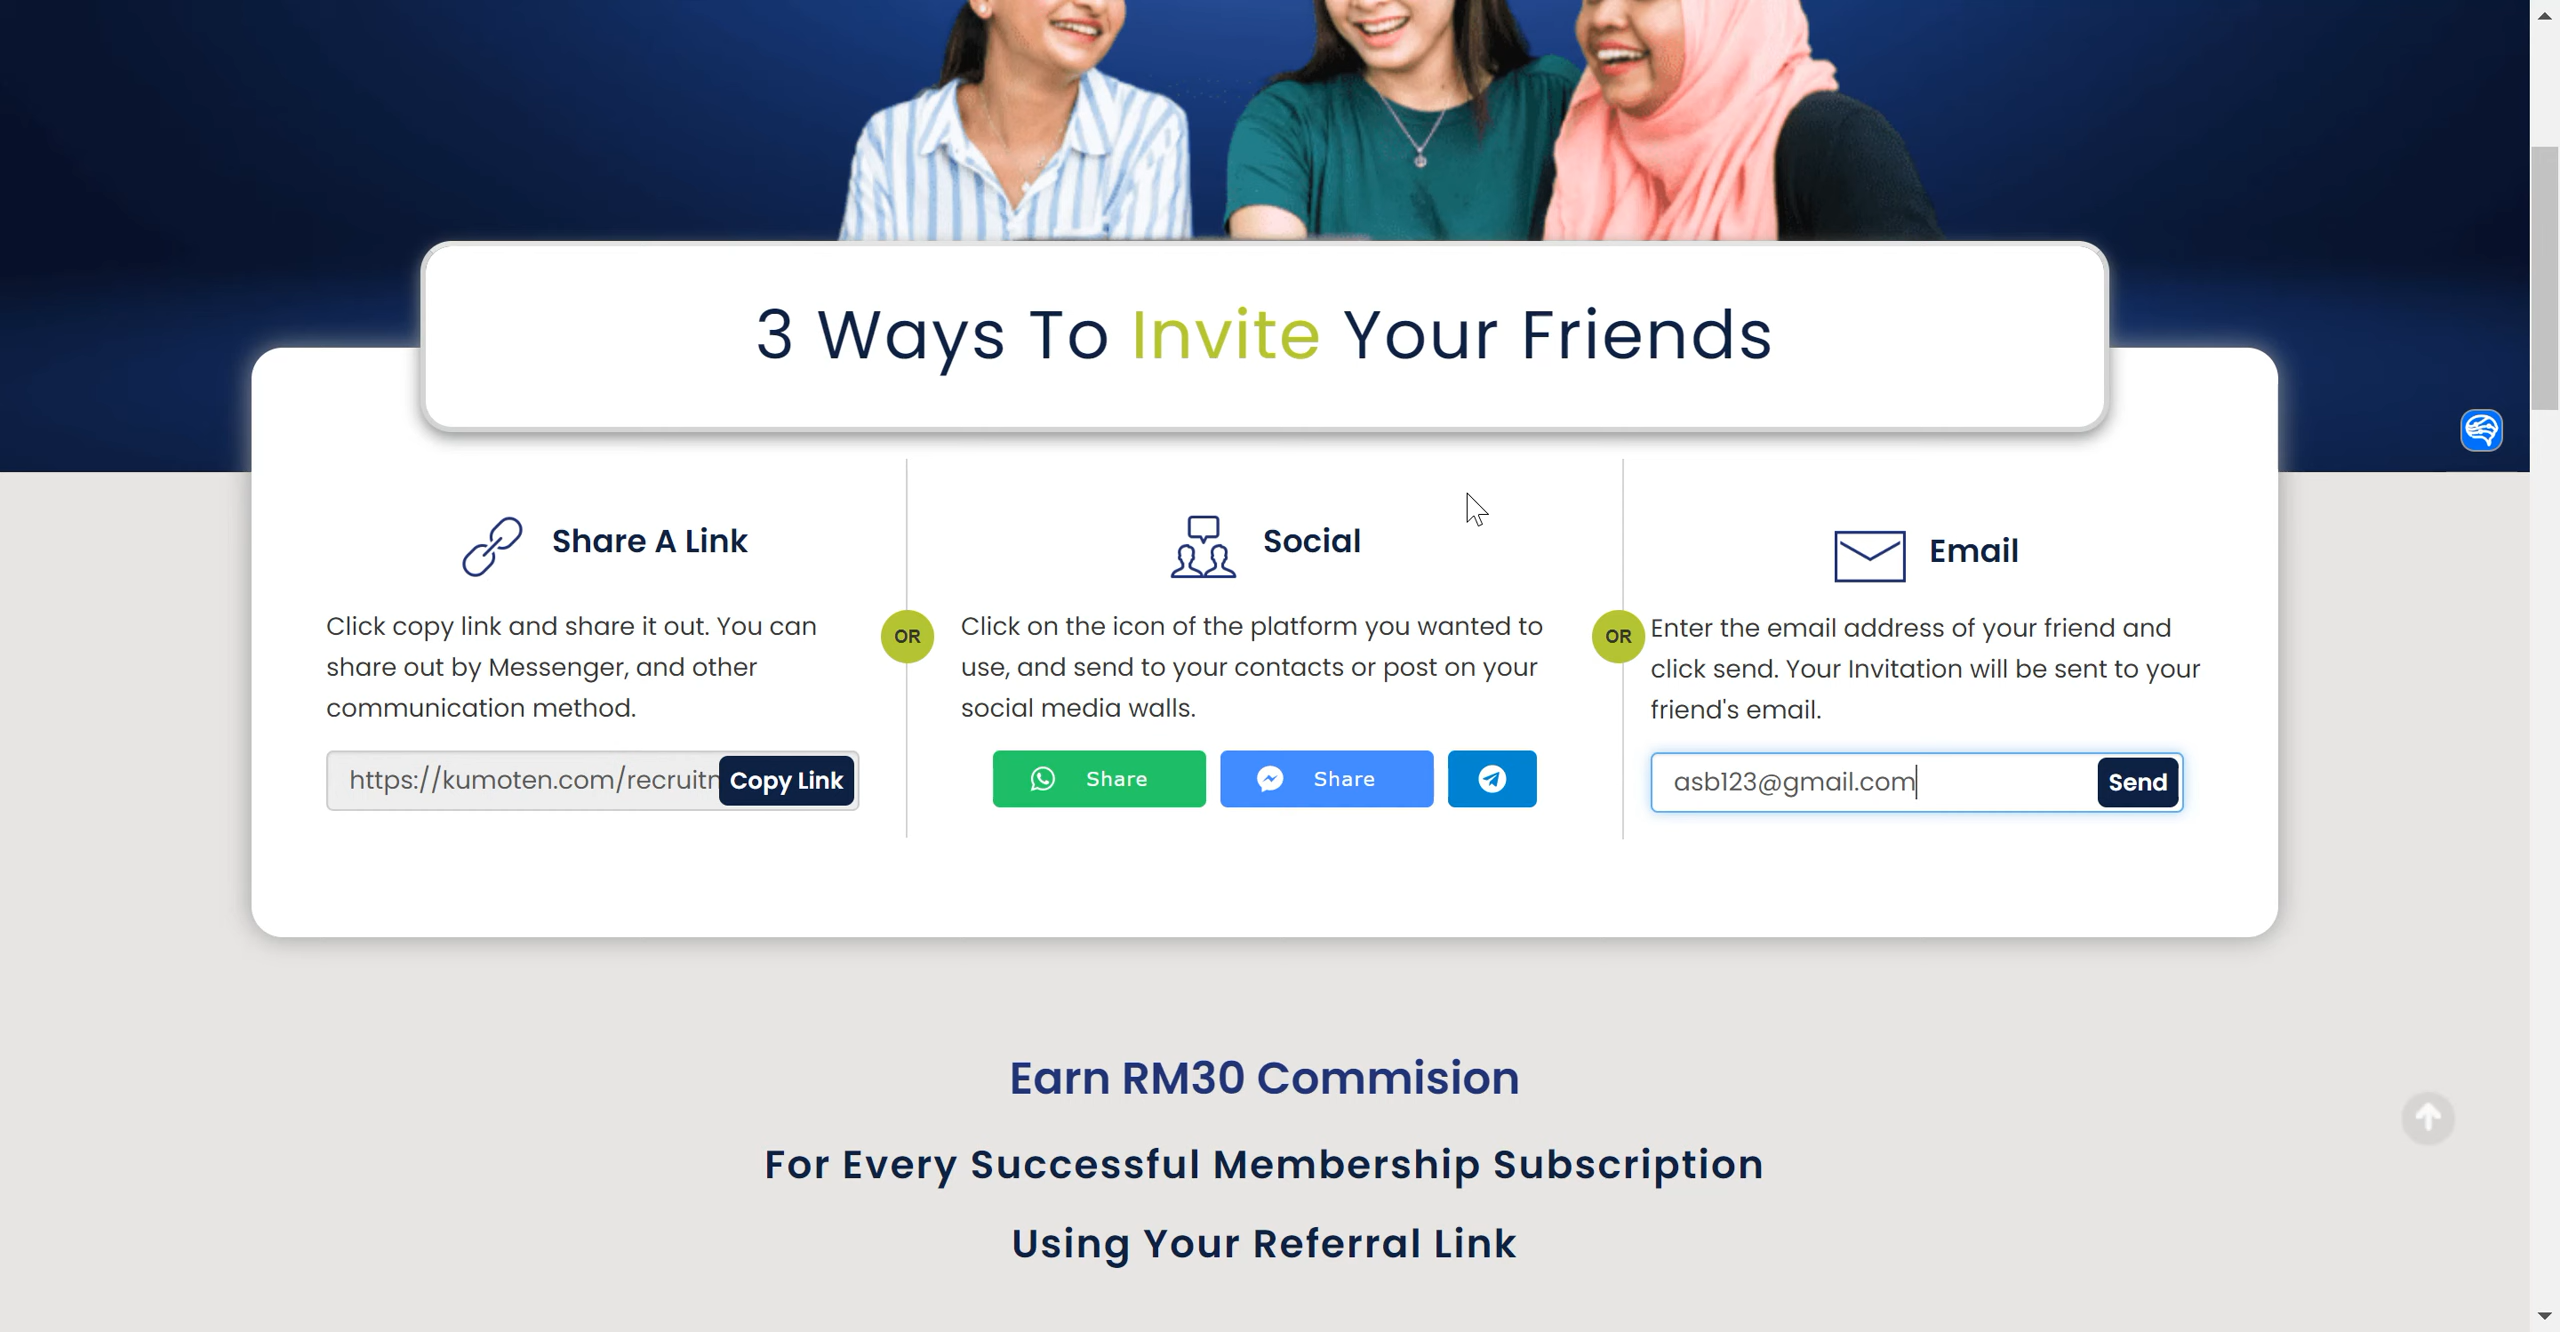 3 Ways To Invite Your Friends
Share A Link
Click copy link and share it out. You can
share out by Messenger, and other
communication method.
https://kumoten.com/recruitm
Copy Link
OR
Social
Click on the icon of the platform you wanted to
use, and send to your contacts or post on your
social media walls.
Share
Share
OR
Email
Enter the email address of your friend and
click send. Your Invitation will be sent to your
friend's email.
asb123@gmail.com
Send
Earn RM30 Commision
For Every Successful Membership Subscription
Using Your Referral Link